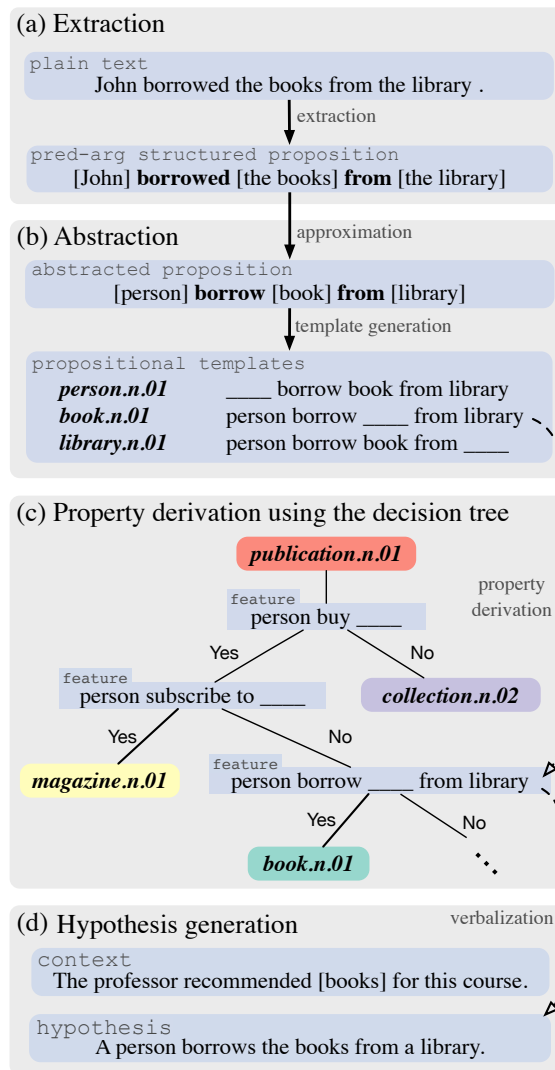 (a) Extraction
plain text
John borrowed the books from the library .
extraction
pred-arg structured proposition
[John] borrowed [the books] from [the library]
approximation
(b) Abstraction
abstracted proposition
[person] borrow [book] from [library]
template generation
propositional templates
person.n.01 ____ borrow book from library
book.n.01 person borrow ____ from library
library.n.01 person borrow book from ____
(c) Property derivation using the decision tree
publication.n.01
property
derivation
feature
person buy ____
Yes No
feature
person subscribe to ____
collection.n.02
Yes No
magazine.n.01
feature
person borrow ____ from library
Yes No
book.n.01
(d) Hypothesis generation
verbalization
context
The professor recommended [books] for this course.
hypothesis
A person borrows the books from a library.